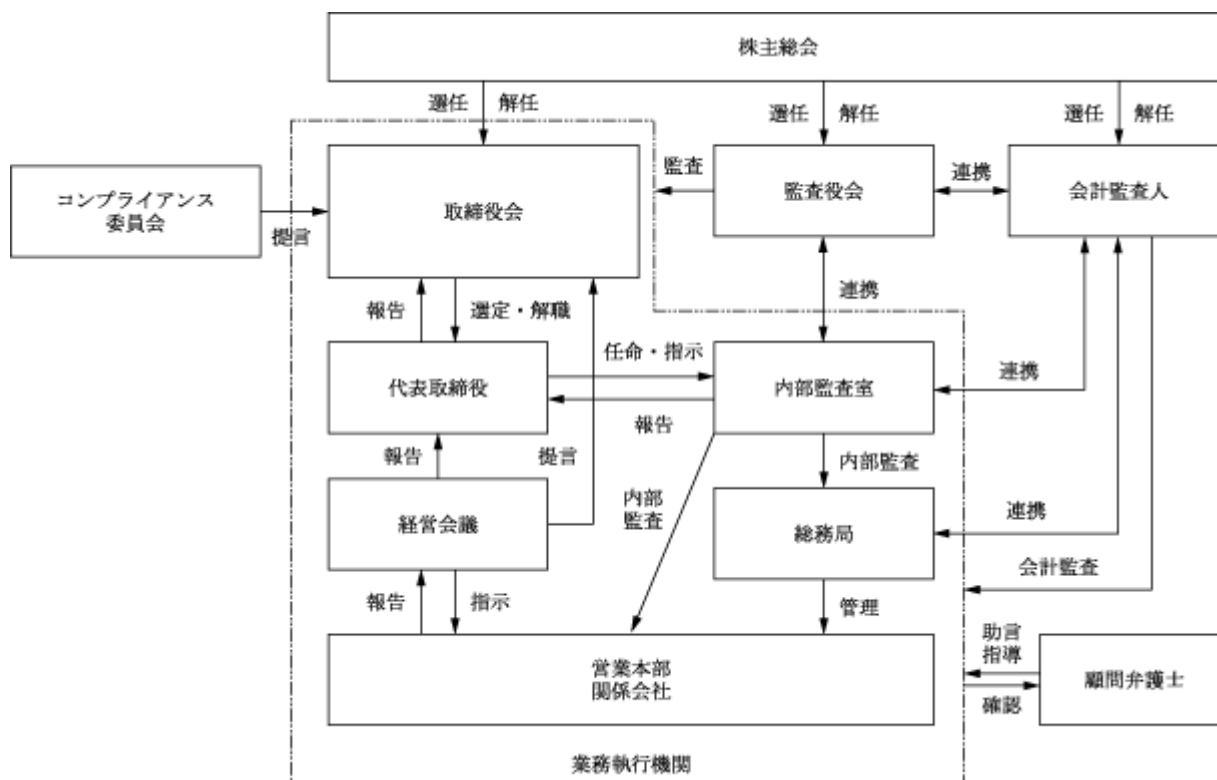 株主総会
選任
解任
選任
解任
選任
解任
コンプライアンス
委員会
提言
取締役会
監査
監査役会
連携
会計監査人
報告
選定・解職
連携
任命・指示
代表取締役
内部監査室
連携
報告
報告
提言
内部監査
内部
監査
経営会議
総務局
連携
会計監査
報告
指示
管理
助言
指導
営業本部
関係会社
顧問弁護士
確認
業務執行機関